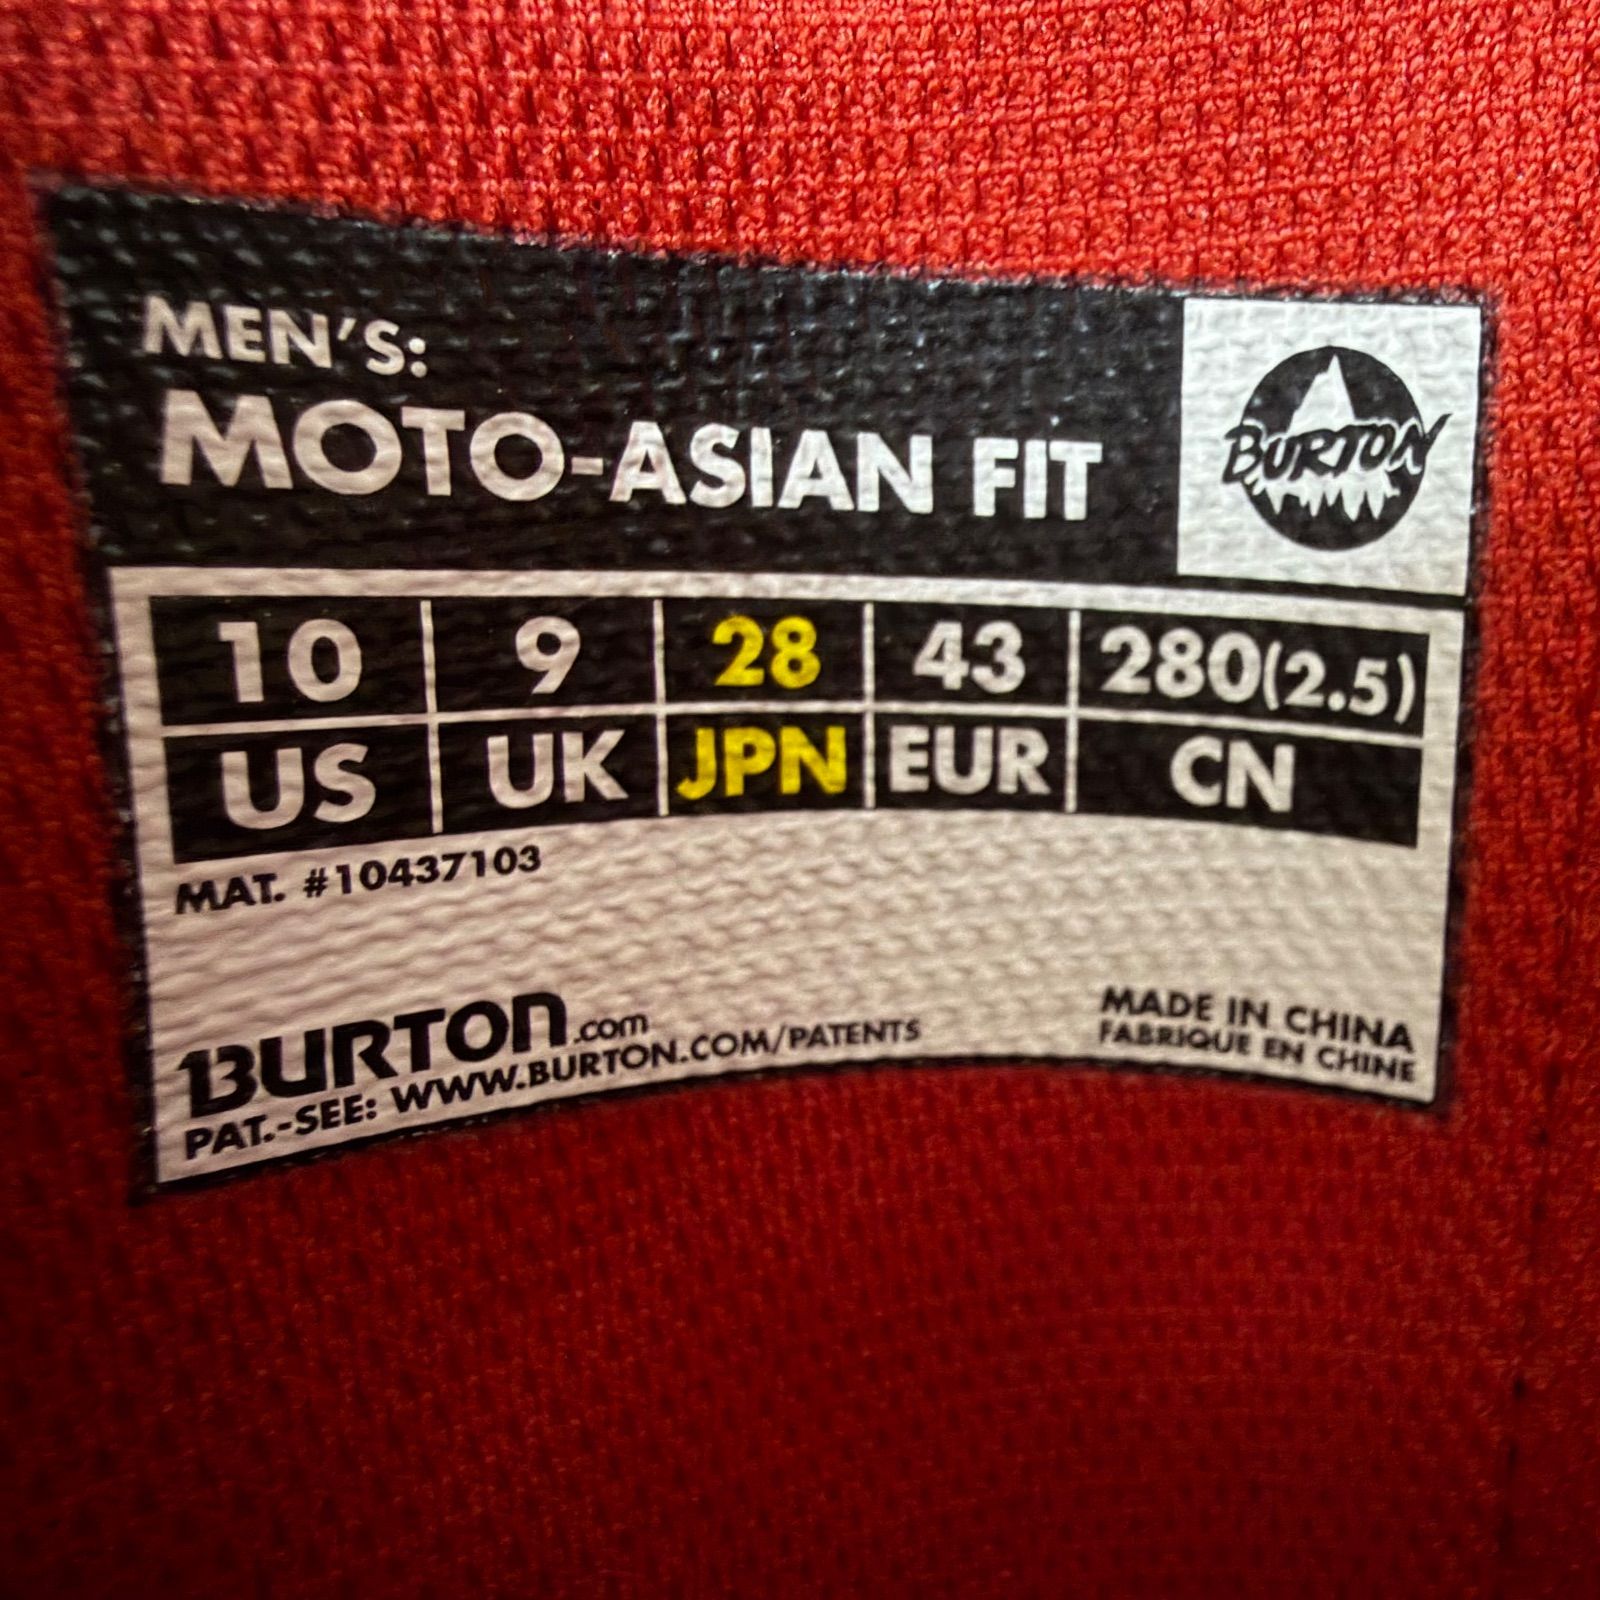 MEN'S:
MOTO-ASIAN FIT
BURTON
10 9 28 43 280(2.5)
US UK JPN EUR CN
MAT. #10437103
BURTON.com
PAT.-SEE: WWW.BURTON.COM/PATENTS
MADE IN CHINA
FABRIQUE EN CHINE